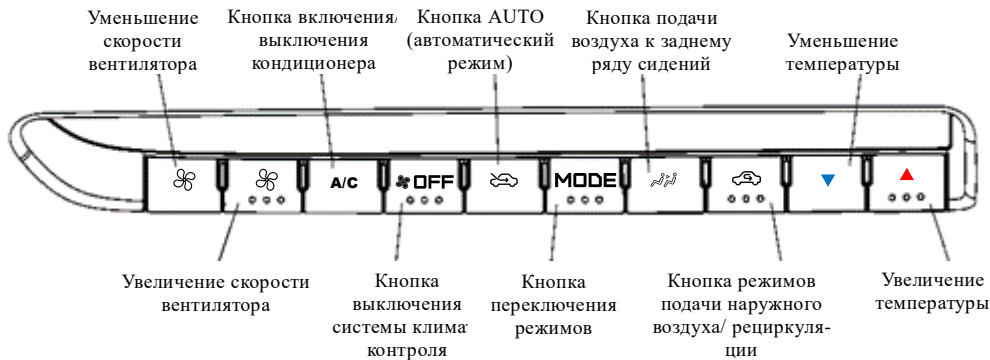 Уменьшение
скорости
вентилятора
Кнопка включения/
выключения
кондиционера
Кнопка AUTO
(автоматический
режим)
Кнопка подачи
воздуха к заднему
ряду сидений
Уменьшение
температуры
A/C
OFF
MODE
Увеличение скорости
вентилятора
Кнопка
выключения
системы климат
контроля
Кнопка
переключения
режимов
Кнопка режимов
подачи наружного
воздуха/ рециркуля-
ции
Увеличение
температуры